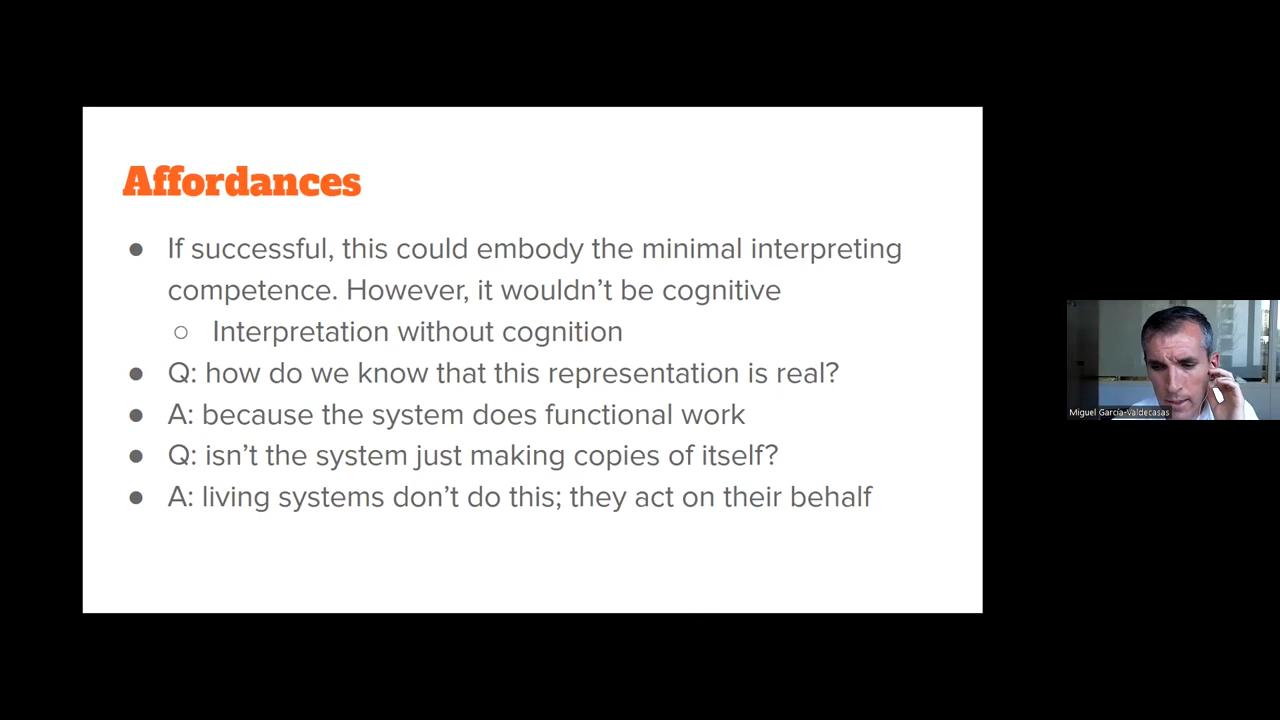 Affordances
● If successful, this could embody the minimal interpreting
competence. However, it wouldn’t be cognitive
○ Interpretation without cognition
● Q: how do we know that this representation is real?
● A: because the system does functional work
● Q: isn’t the system just making copies of itself?
● A: living systems don’t do this; they act on their behalf
Miguel García-Valdecasas